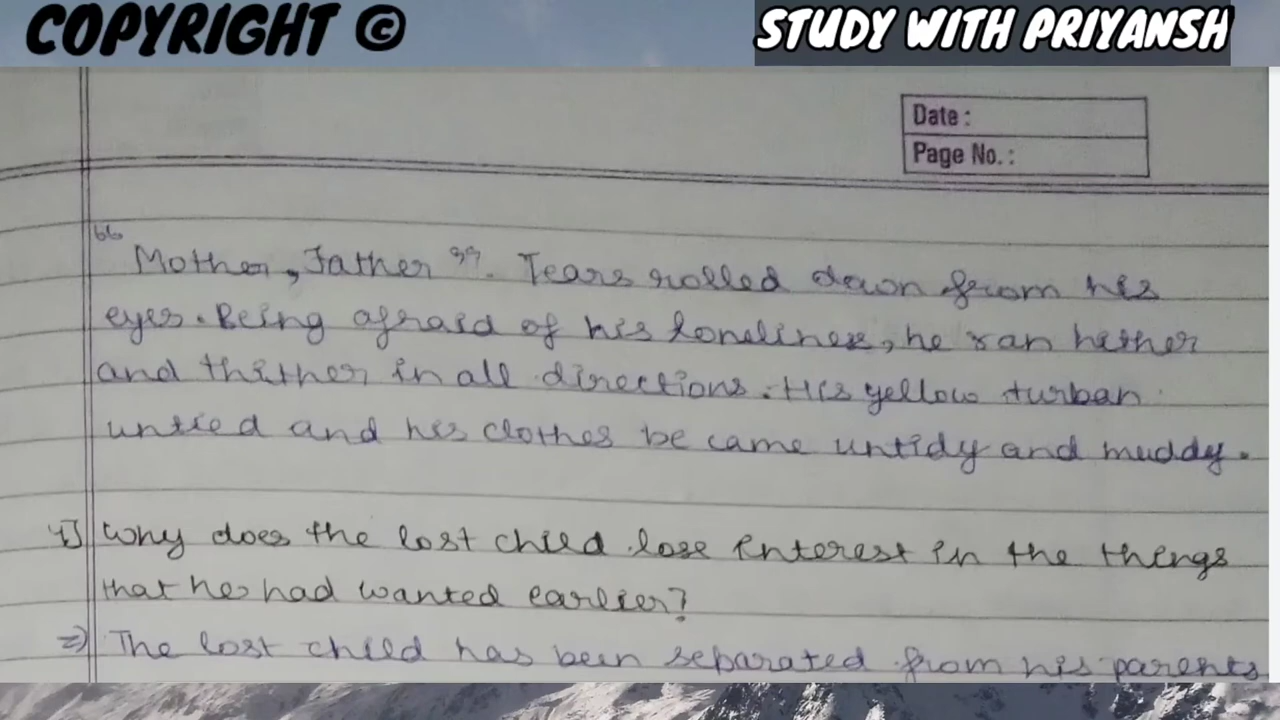 COPYRIGHT ©
STUDY WITH PRIYANSH
Date :
Page No. :
“ Mother, Father ”. Tears rolled down from his
eyes. Being afraid of his loneliness, he ran hither
and thither in all directions. His yellow turban
untied and his clothes be came untidy and muddy.
4] Why does the lost child lose interest in the things
that he had wanted earlier?
=) The lost child has been separated from his parents